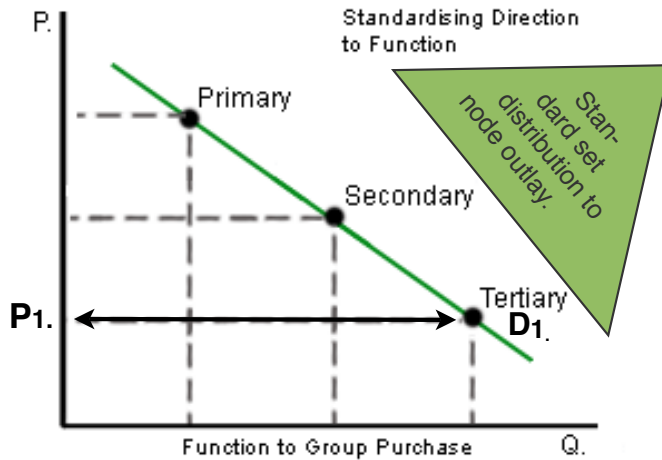 P.
Standardising Direction
to Function
Stan-
dard set
distribution to
node outlay.
Primary
Secondary
Tertiary
P1.
D1.
Function to Group Purchase
Q.